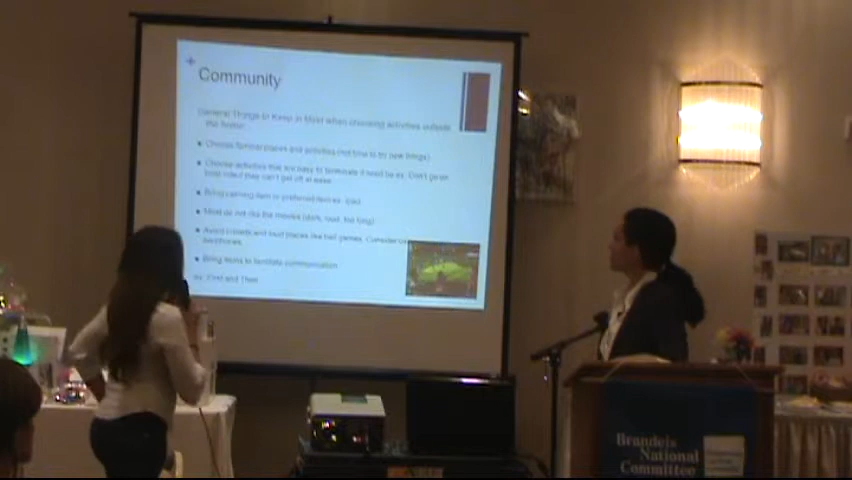 Community
General Things to Keep in Mind when choosing activities outside
the home:
Choose familiar places and activities (not time to try new things)
Choose activities that are easy to terminate if need be ex. Don't go on
boat rides they can't get off at ease
Bring calming item or preferred items
Most do not like the movies (dark, loud, too long)
Avoid crowds and loud places like ball games. Consider
headphones
Bring items to facilitate communication
ex. First and Then
Brandeis
National
Committee